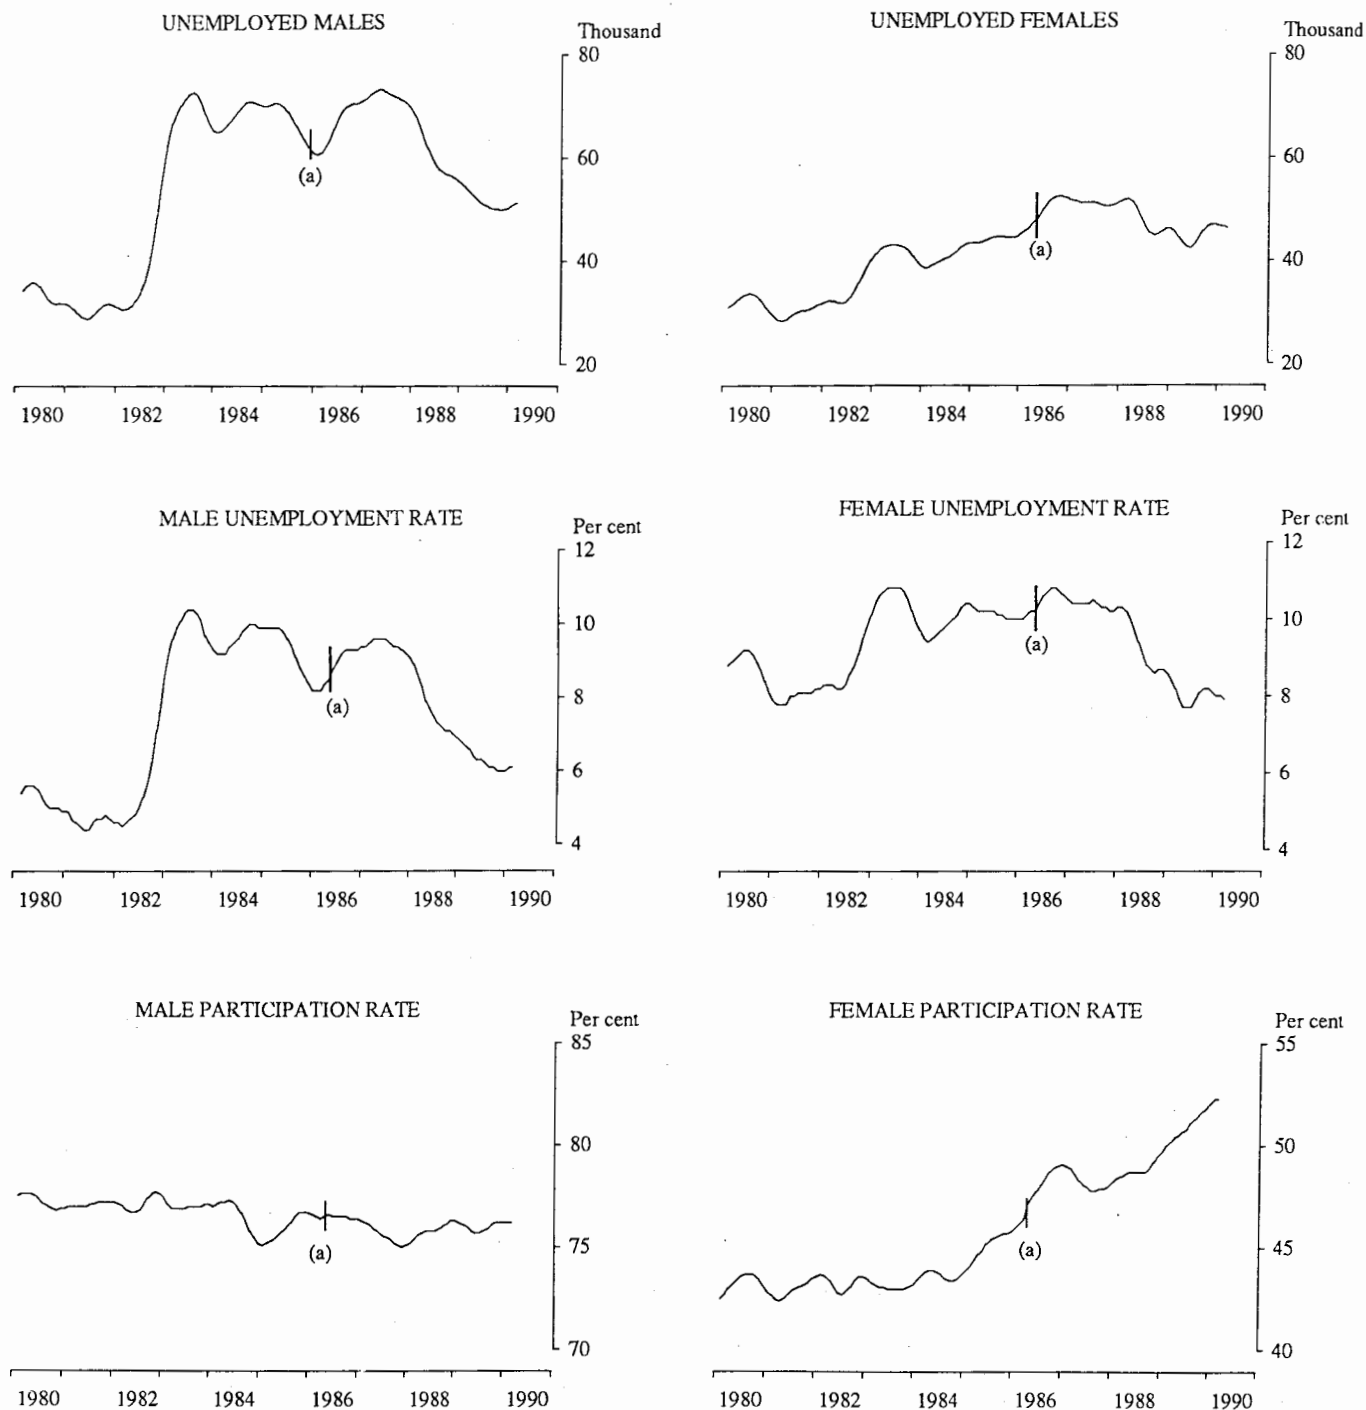 UNEMPLOYED MALES
Thousand
80
60
40
20
(a)
1980 1982 1984 1986 1988 1990
UNEMPLOYED FEMALES
Thousand
80
60
40
20
(a)
1980 1982 1984 1986 1988 1990
MALE UNEMPLOYMENT RATE
Per cent
12
10
8
6
4
(a)
1980 1982 1984 1986 1988 1990
FEMALE UNEMPLOYMENT RATE
Per cent
12
10
8
6
4
(a)
1980 1982 1984 1986 1988 1990
MALE PARTICIPATION RATE
Per cent
85
80
75
70
(a)
1980 1982 1984 1986 1988 1990
FEMALE PARTICIPATION RATE
Per cent
55
50
45
40
(a)
1980 1982 1984 1986 1988 1990